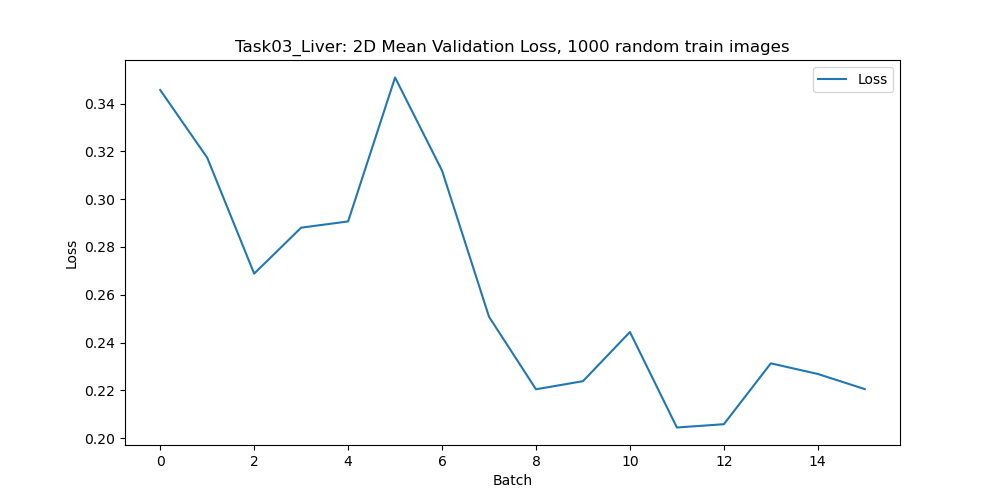 Task03_Liver: 2D Mean Validation Loss, 1000 random train images
Loss
0.34
0.32
0.30
0.28
0.26
0.24
0.22
0.20
Loss
0 2 4 6 8 10 12 14
Batch